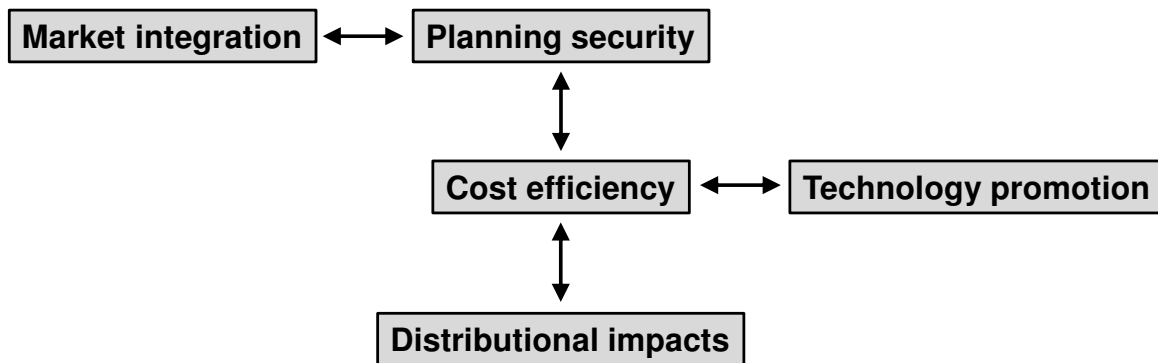 Market integration
Planning security
Cost efficiency
Technology promotion
Distributional impacts